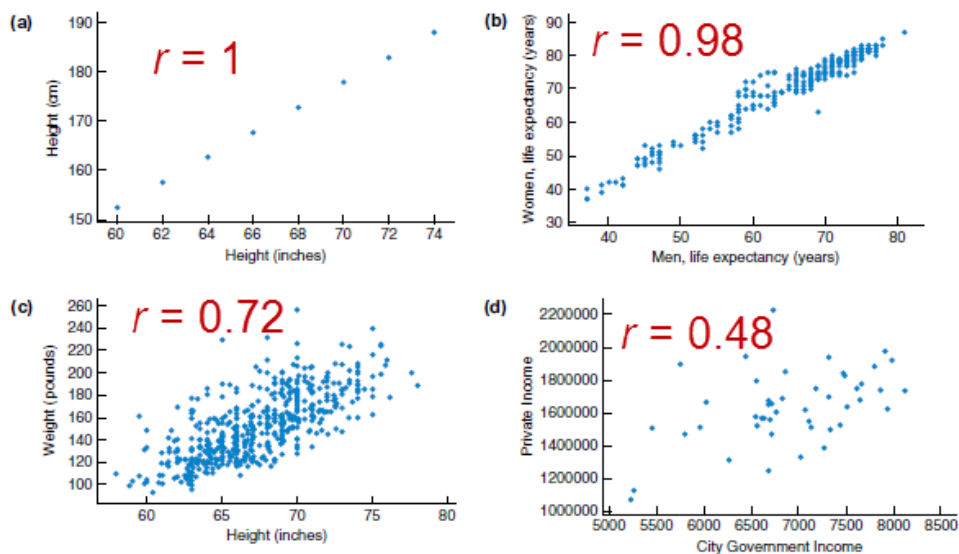 (a)
r = 1
Height (cm)
190
180
170
160
150
60 62 64 66 68 70 72 74
Height (inches)
(b)
r = 0.98
Women, life expectancy (years)
90
80
70
60
50
40
30
40 50 60 70 80
Men, life expectancy (years)
(c)
r = 0.72
Weight (pounds)
260
240
220
200
180
160
140
120
100
60 65 70 75 80
Height (inches)
(d)
r = 0.48
Private Income
2200000
2000000
1800000
1600000
1400000
1200000
1000000
5000 5500 6000 6500 7000 7500 8000 8500
City Government Income